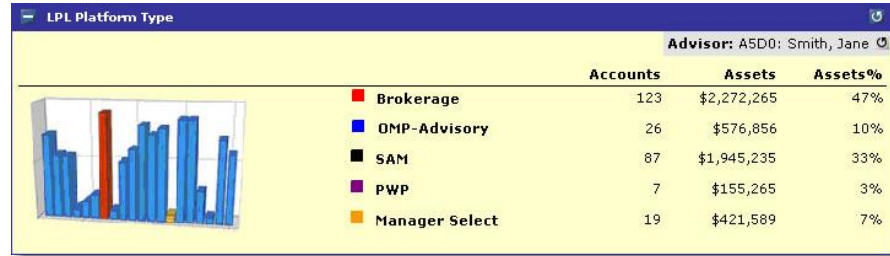 LPL Platform Type
Advisor: A5D0: Smith, Jane
Accounts Assets Assets%
Brokerage 123 $2,272,265 47%
OMP-Advisory 26 $576,856 10%
SAM 87 $1,945,235 33%
PWP 7 $155,265 3%
Manager Select 19 $421,589 7%